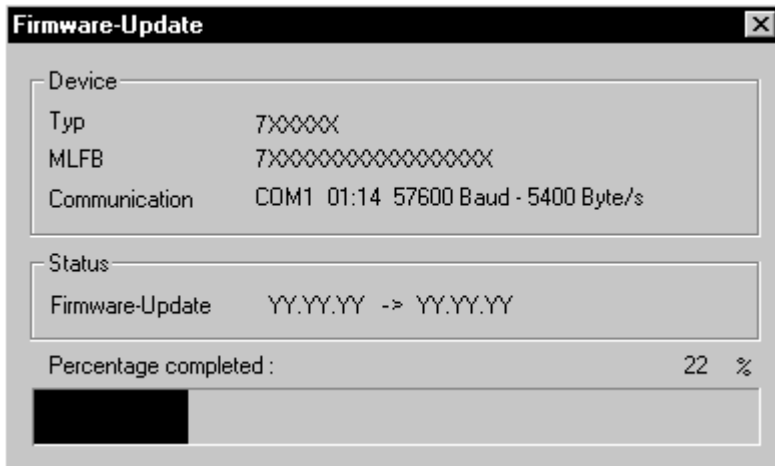 Firmware-Update
Device
Typ 7XXXXX
MLFB 7XXXXXXXXXXXXXXXX
Communication COM1 01:14 57600 Baud - 5400 Byte/s
Status
Firmware-Update YY.YY.YY -> YY.YY.YY
Percentage completed : 22 %